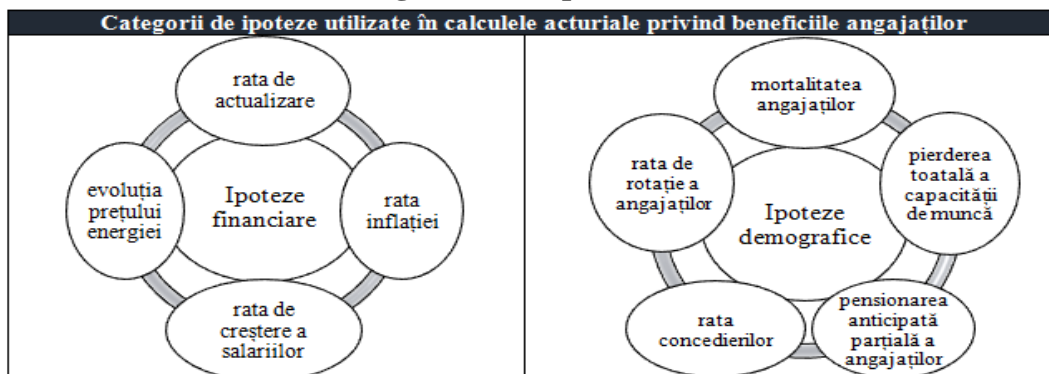 Categorii de ipoteze utilizate în calculele acturiale privind beneficiile angajaților
rata de
actualizare
evoluția
prețului
energiei
Ipoteze
financiare
rata
inflației
rata de
creștere a
salariilor
mortalitatea
angajaților
rata de
rotație a
angajaților
Ipoteze
demografice
pierderea
toatală a
capacității
de muncă
rata
concedierilor
pensionarea
anticipată
parțială a
angajaților